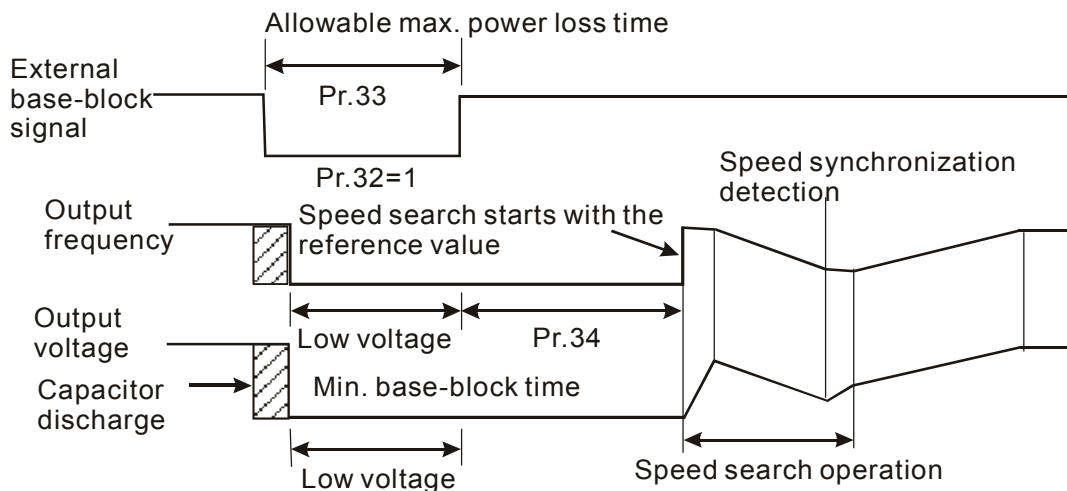 Allowable max. power loss time
External
base-block
signal
Pr.33
Pr.32=1
Speed synchronization
detection
Output
frequency
Speed search starts with the
reference value
Output
voltage
Low voltage
Pr.34
Capacitor
discharge
Min. base-block time
Low voltage
Speed search operation